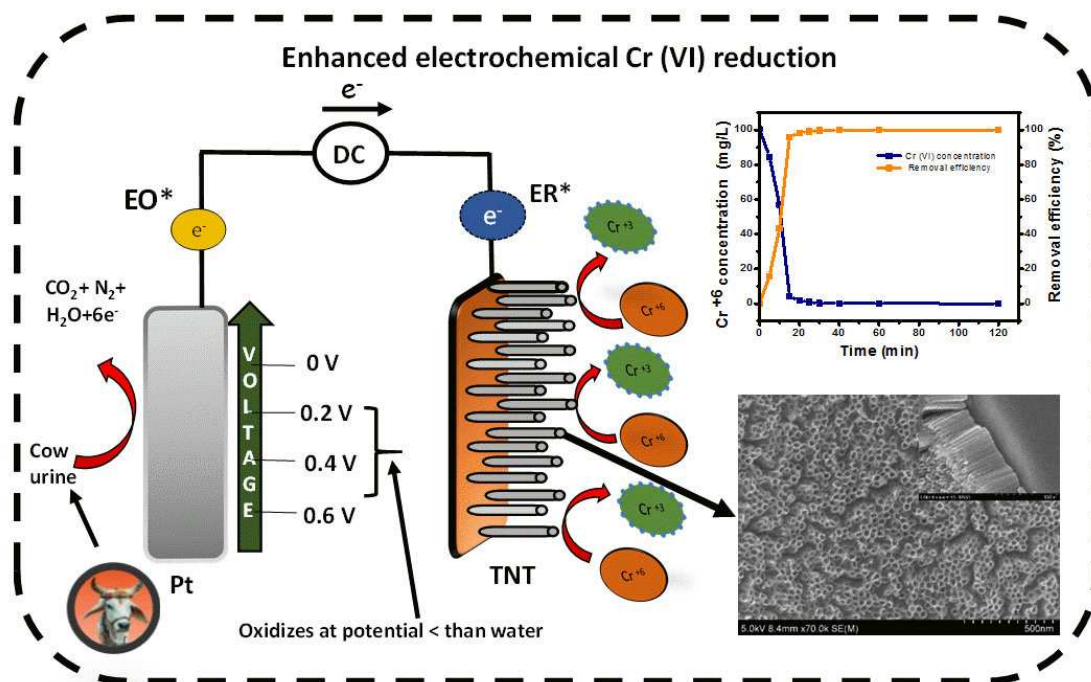 Enhanced electrochemical Cr (VI) reduction
e⁻
DC
EO*
e⁻
ER*
e⁻
CO₂+ N₂+
H₂O+6e⁻
Cow
urine
Pt
VOLTAGE
0 V
0.2 V
0.4 V
0.6 V
Oxidizes at potential < than water
TNT
Cr +3
Cr +6
Cr +3
Cr +6
Cr +3
Cr +6
Cr +6 concentration (mg/L)
100
80
60
40
20
0
Cr (VI) concentration
Removal efficiency
100
80
60
40
20
0
Removal efficiency (%)
0 20 40 60 80 100 120
Time (min)
5.0kV 8.4mm x70.0k SE(M)
500nm